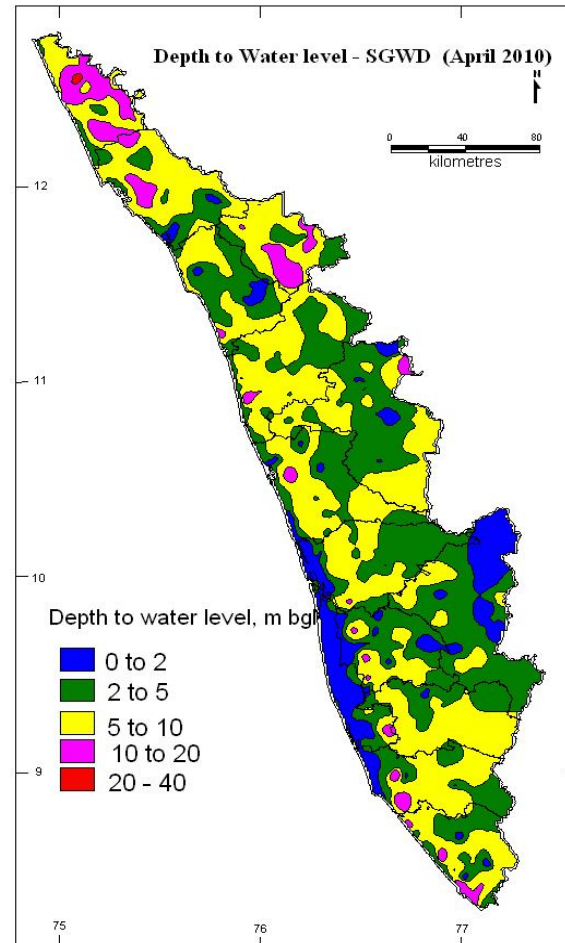 Depth to Water level - SGWD (April 2010)
N
0 40 80
kilometres
12
11
10
9
Depth to water level, m bgl
0 to 2
2 to 5
5 to 10
10 to 20
20 - 40
75 76 77